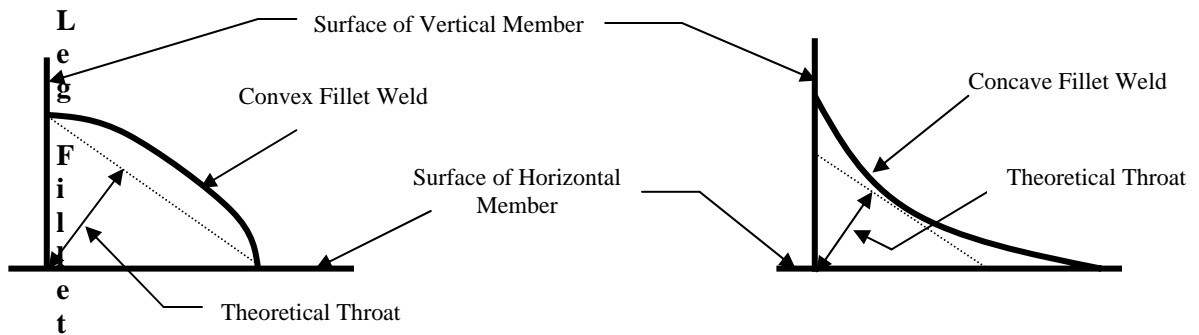 Leg Fillet
Surface of Vertical Member
Convex Fillet Weld
Surface of Horizontal
Member
Theoretical Throat
Concave Fillet Weld
Theoretical Throat